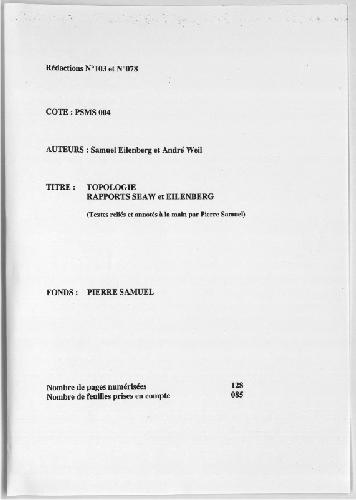 Rédactions N°103 et N°078
COTE : PSMS 004
AUTEURS : Samuel Eilenberg et André Weil
TITRE : TOPOLOGIE
RAPPORTS SEAW et EILENBERG
(Textes reliés et annotés à la main par Pierre Samuel)
FONDS : PIERRE SAMUEL
Nombre de pages numérisées 128
Nombre de feuilles prises en compte 085